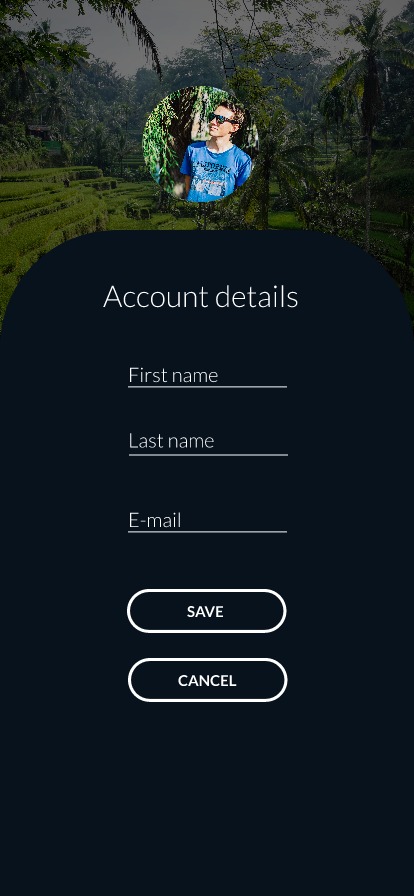 Account details
First name
Last name
E-mail
SAVE
CANCEL